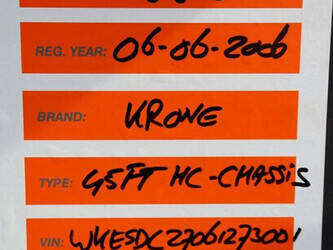 REG. YEAR: 06-06-2006
BRAND: KRONE
TYPE: 45FT HC-CHASSIS
VIN: WKESDC27061273001